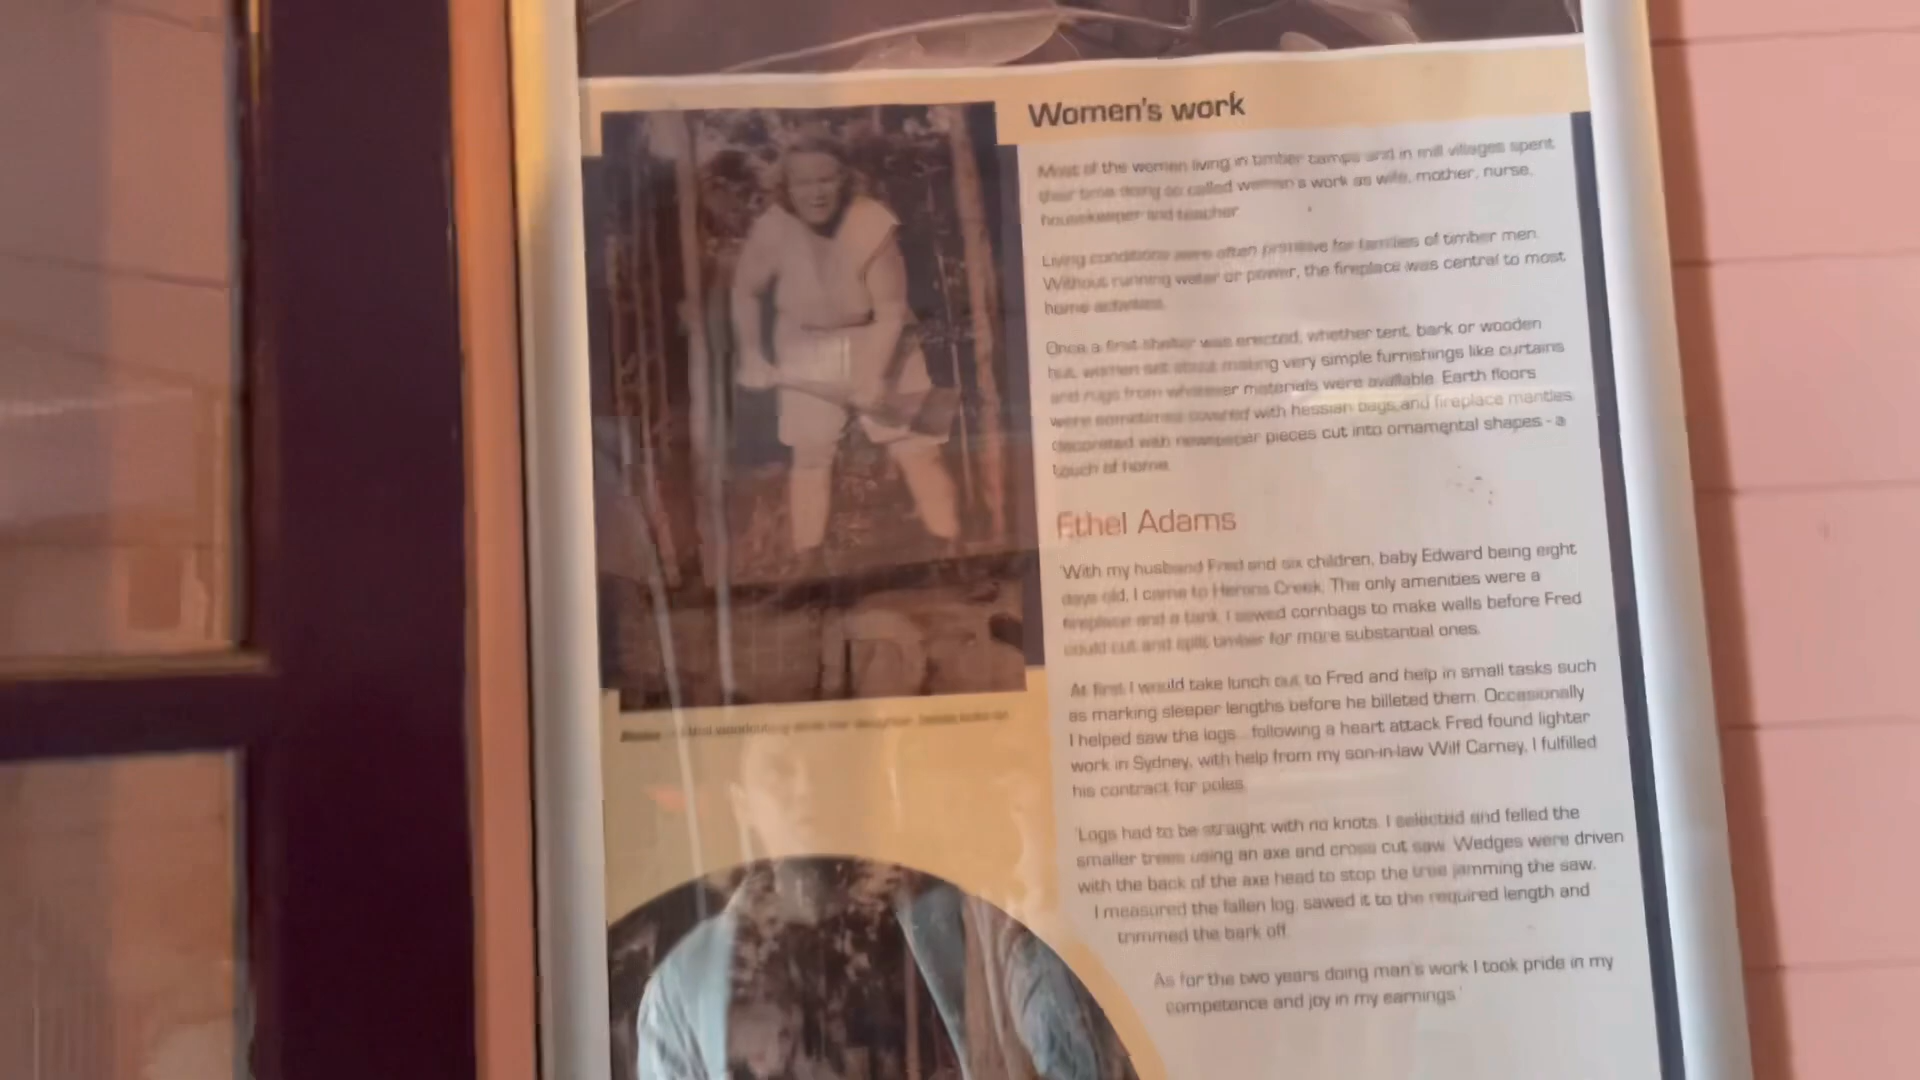 Women's work
Most of the women living in timber camps and in mill villages spent
their time doing so called women's work as wife, mother, nurse,
housekeeper and teacher.
Living conditions were often primitive for families of timber men.
Without running water or power, the fireplace was central to most
home activities.
Once a first shelter was erected, whether tent, bark or wooden
hut, women set about making very simple furnishings like curtains
and rugs from whatever materials were available. Earth floors
were sometimes covered with hessian bags and fireplace mantles
decorated with newspaper pieces cut into ornamental shapes - a
touch of home.
Ethel Adams
'With my husband Fred and six children, baby Edward being eight
days old, I came to Herons Creek. The only amenities were a
fireplace and a tank. I sewed cornbags to make walls before Fred
could cut and split timber for more substantial ones.
At first I would take lunch out to Fred and help in small tasks such
as marking sleeper lengths before he billeted them. Occasionally
I helped saw the logs...following a heart attack Fred found lighter
work in Sydney, with help from my son-in-law Wilf Carney, I fulfilled
his contract for poles.
'Logs had to be straight with no knots. I selected and felled the
smaller trees using an axe and cross cut saw. Wedges were driven
with the back of the axe head to stop the tree jamming the saw.
I measured the fallen log, sawed it to the required length and
trimmed the bark off.
As for the two years doing man's work I took pride in my
competence and joy in my earnings.'